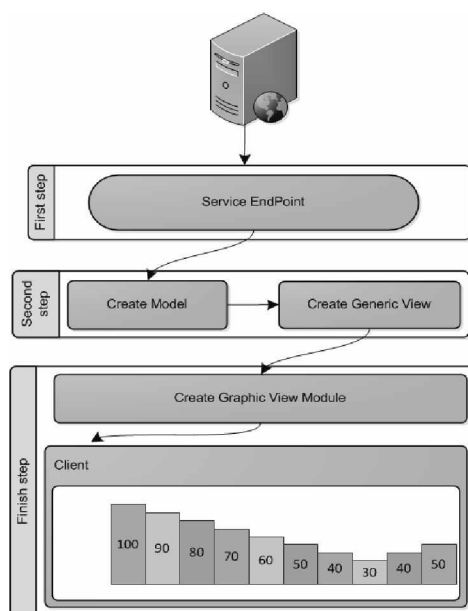 First step
Service EndPoint
Second step
Create Model
Create Generic View
Finish step
Create Graphic View Module
Client
100
90
80
70
60
50
40
30
40
50